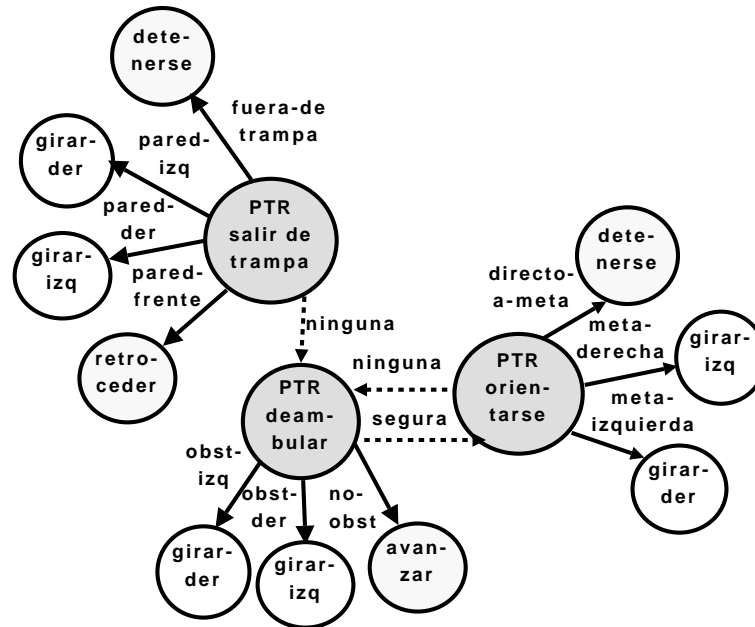 dete-
nerse
fuera-de
trampa
girar-
der
pared-
izq
pared-
der
girar-
izq
pared-
frente
PTR
salir de
trampa
retro-
ceder
ninguna
dete-
nerse
directo-
a-meta
meta-
derecha
girar-
izq
ninguna
PTR
orien-
tarse
meta-
izquierda
girar-
der
PTR
deam-
bular
segura
obst-
izq
obst-
der
no-
obst
girar-
der
girar-
izq
avan-
zar